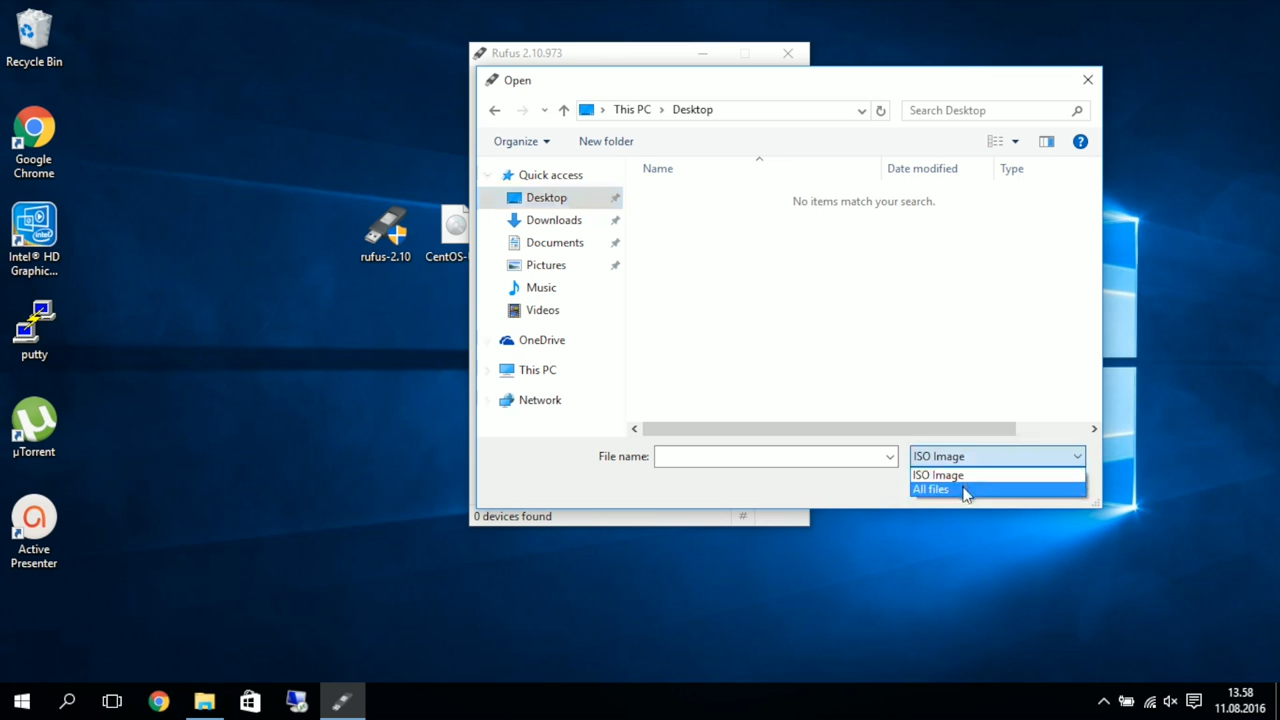 Recycle Bin
Google
Chrome
Intel® HD
Graphic...
putty
µTorrent
Active
Presenter
rufus-2.10
CentOS-
Rufus 2.10.973
Open
This PC
Desktop
Search Desktop
Organize
New folder
Name
Date modified
Type
No items match your search.
Quick access
Desktop
Downloads
Documents
Pictures
Music
Videos
OneDrive
This PC
Network
File name:
ISO Image
ISO Image
All files
0 devices found
#
13.58
11.08.2016